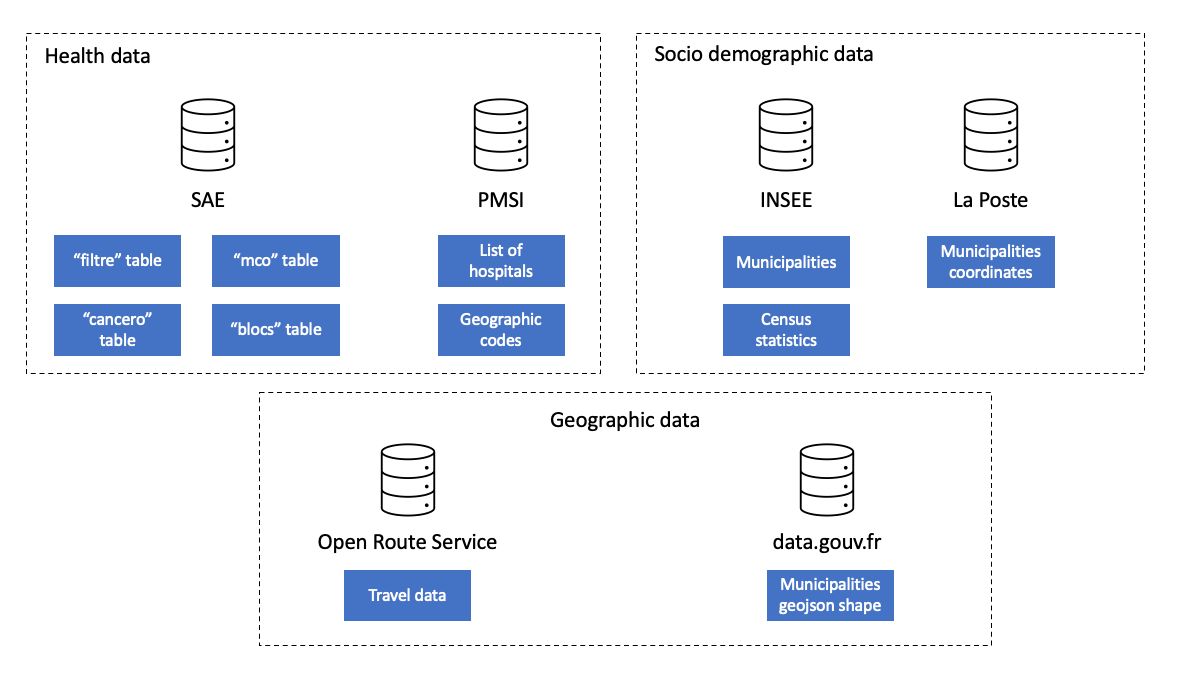 Health data
SAE
PMSI
“filtre” table
“mco” table
List of
hospitals
“cancero”
table
“blocs” table
Geographic
codes
Socio demographic data
INSEE
La Poste
Municipalities
Municipalities
coordinates
Census
statistics
Geographic data
Open Route Service
data.gouv.fr
Travel data
Municipalities
geojson shape